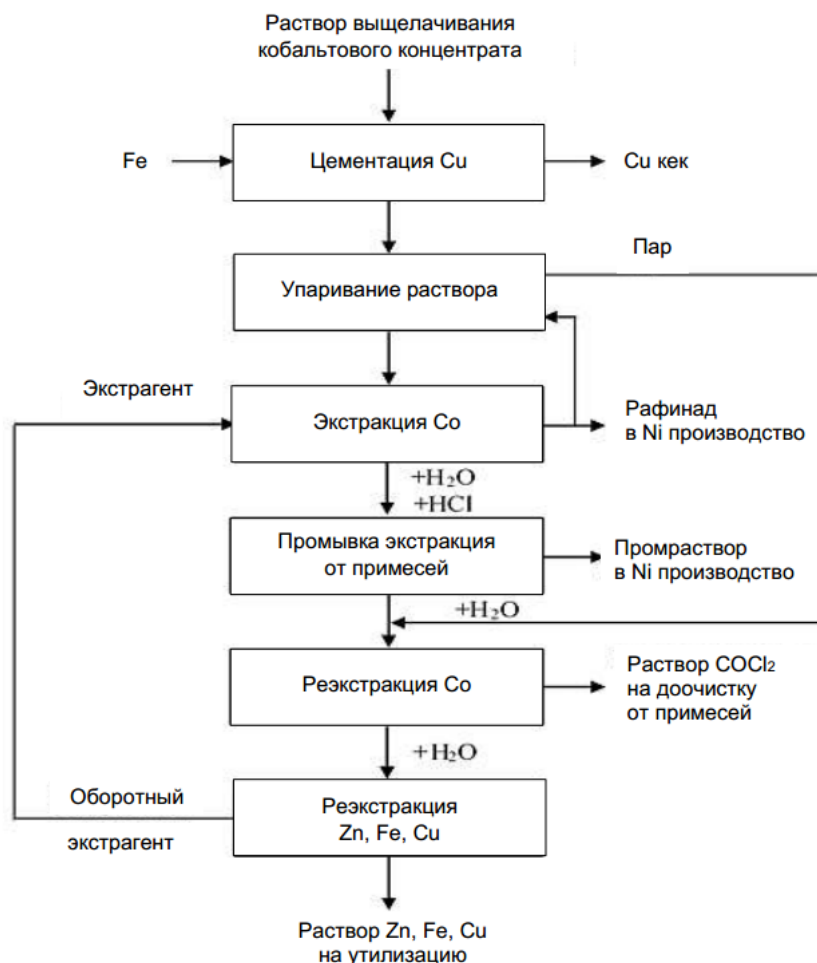 Раствор выщелачивания
кобальтового концентрата
Fe
Цементация Cu
Cu кек
Пар
Упаривание раствора
Экстрагент
Экстракция Co
Рафинад
в Ni производство
+H₂O
+HCl
Промывка экстракция
от примесей
Промраствор
в Ni производство
+H₂O
Реэкстракция Co
Раствор COCl₂
на доочистку
от примесей
+H₂O
Оборотный
экстрагент
Реэкстракция
Zn, Fe, Cu
Раствор Zn, Fe, Cu
на утилизацию